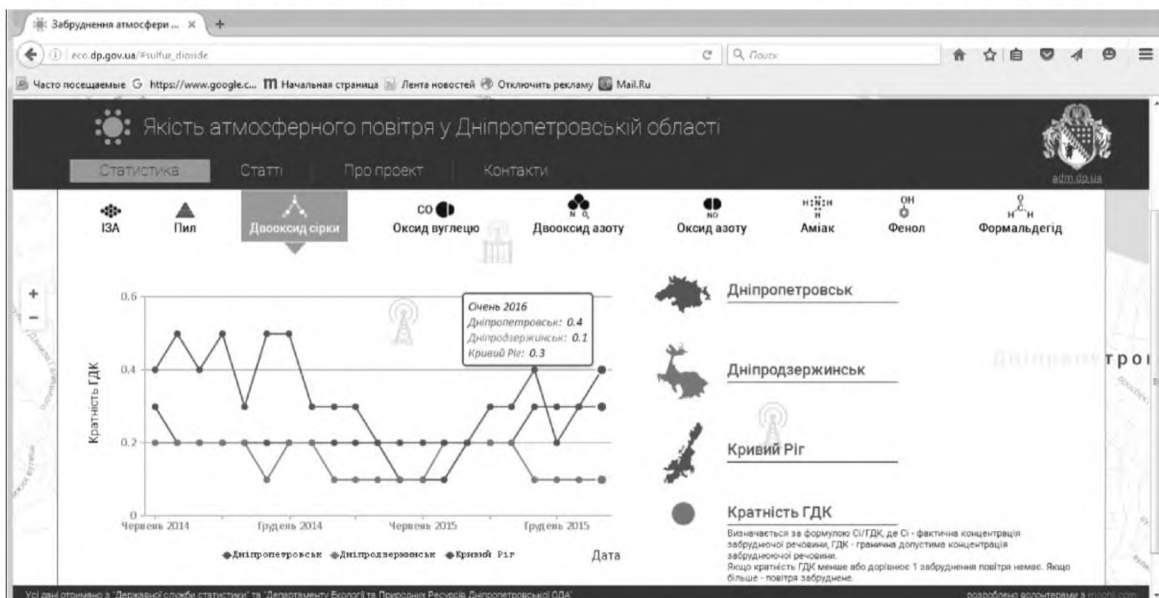 Забруднення атмосфери ... × +
eco.dp.gov.ua/#sulfur_dioxide
Поиск
Часто посещаемые G https://www.google.c... Начальная страница Лента новостей Отключить рекламу Mail.Ru
Якість атмосферного повітря у Дніпропетровській області
Статистика Статті Про проект Контакти
adm.dp.ua
ІЗА Пил Двооксид сірки Оксид вуглецю Двооксид азоту Оксид азоту Аміак Фенол Формальдегід
+
-
Кратність ГДК
0.6
0.4
0.2
0
Січень 2016
Дніпропетровськ: 0.4
Дніпродзержинськ: 0.1
Кривий Ріг: 0.3
Червень 2014 Грудень 2014 Червень 2015 Грудень 2015
Дніпропетровськ Дніпродзержинськ Кривий Ріг Дата
Дніпропетровськ
Дніпродзержинськ
Кривий Ріг
Кратність ГДК
Визначається за формулою Сі/ГДК, де Сі - фактична концентрація
забрудночої речовини, ГДК - гранична допустима концентрація
забруднюючої речовини.
Якщо кратність ГДК менше або дорівнює 1 забруднення повітря немає. Якщо
більше - повітря забруднене.
Усі дані отримано з "Державної служби статистики" та "Департаменту Екології та Природних Ресурсів Дніпропетровської ОДА"
розроблено волонтерами з